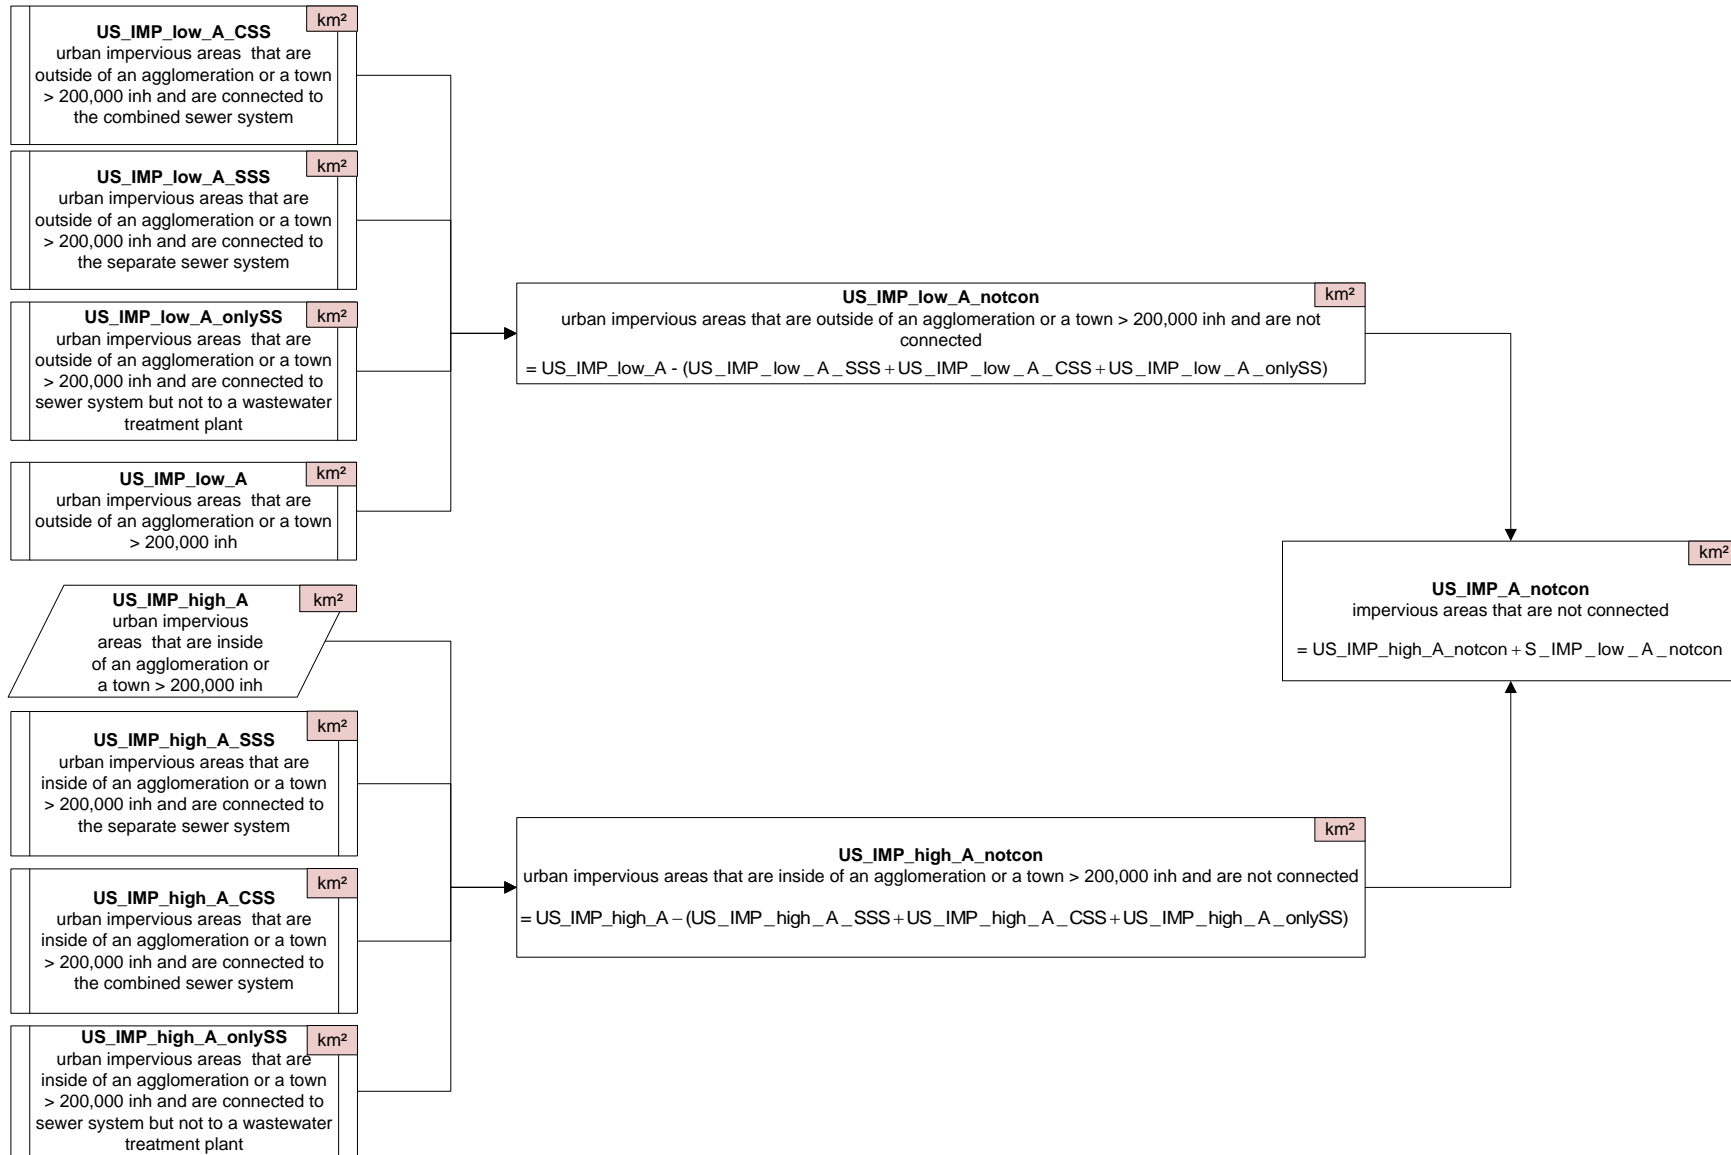 km²
US_IMP_low_A_CSS
urban impervious areas that are
outside of an agglomeration or a town
> 200,000 inh and are connected to
the combined sewer system
km²
US_IMP_low_A_SSS
urban impervious areas that are
outside of an agglomeration or a town
> 200,000 inh and are connected to
the separate sewer system
km²
US_IMP_low_A_onlySS
urban impervious areas that are
outside of an agglomeration or a town
> 200,000 inh and are connected to
sewer system but not to a wastewater
treatment plant
km²
US_IMP_low_A
urban impervious areas that are
outside of an agglomeration or a town
> 200,000 inh
km²
US_IMP_high_A
urban impervious
areas that are inside
of an agglomeration or
a town > 200,000 inh
km²
US_IMP_high_A_SSS
urban impervious areas that are
inside of an agglomeration or a town
> 200,000 inh and are connected to
the separate sewer system
km²
US_IMP_high_A_CSS
urban impervious areas that are
inside of an agglomeration or a town
> 200,000 inh and are connected to
the combined sewer system
km²
US_IMP_high_A_onlySS
urban impervious areas that are
inside of an agglomeration or a town
> 200,000 inh and are connected to
sewer system but not to a wastewater
treatment plant
km²
US_IMP_low_A_notcon
urban impervious areas that are outside of an agglomeration or a town > 200,000 inh and are not
connected
= US_IMP_low_A - (US_IMP_low_A_SSS + US_IMP_low_A_CSS + US_IMP_low_A_onlySS)
km²
US_IMP_high_A_notcon
urban impervious areas that are inside of an agglomeration or a town > 200,000 inh and are not connected
= US_IMP_high_A – (US_IMP_high_A_SSS + US_IMP_high_A_CSS + US_IMP_high_A_onlySS)
km²
US_IMP_A_notcon
impervious areas that are not connected
= US_IMP_high_A_notcon + S_IMP_low_A_notcon